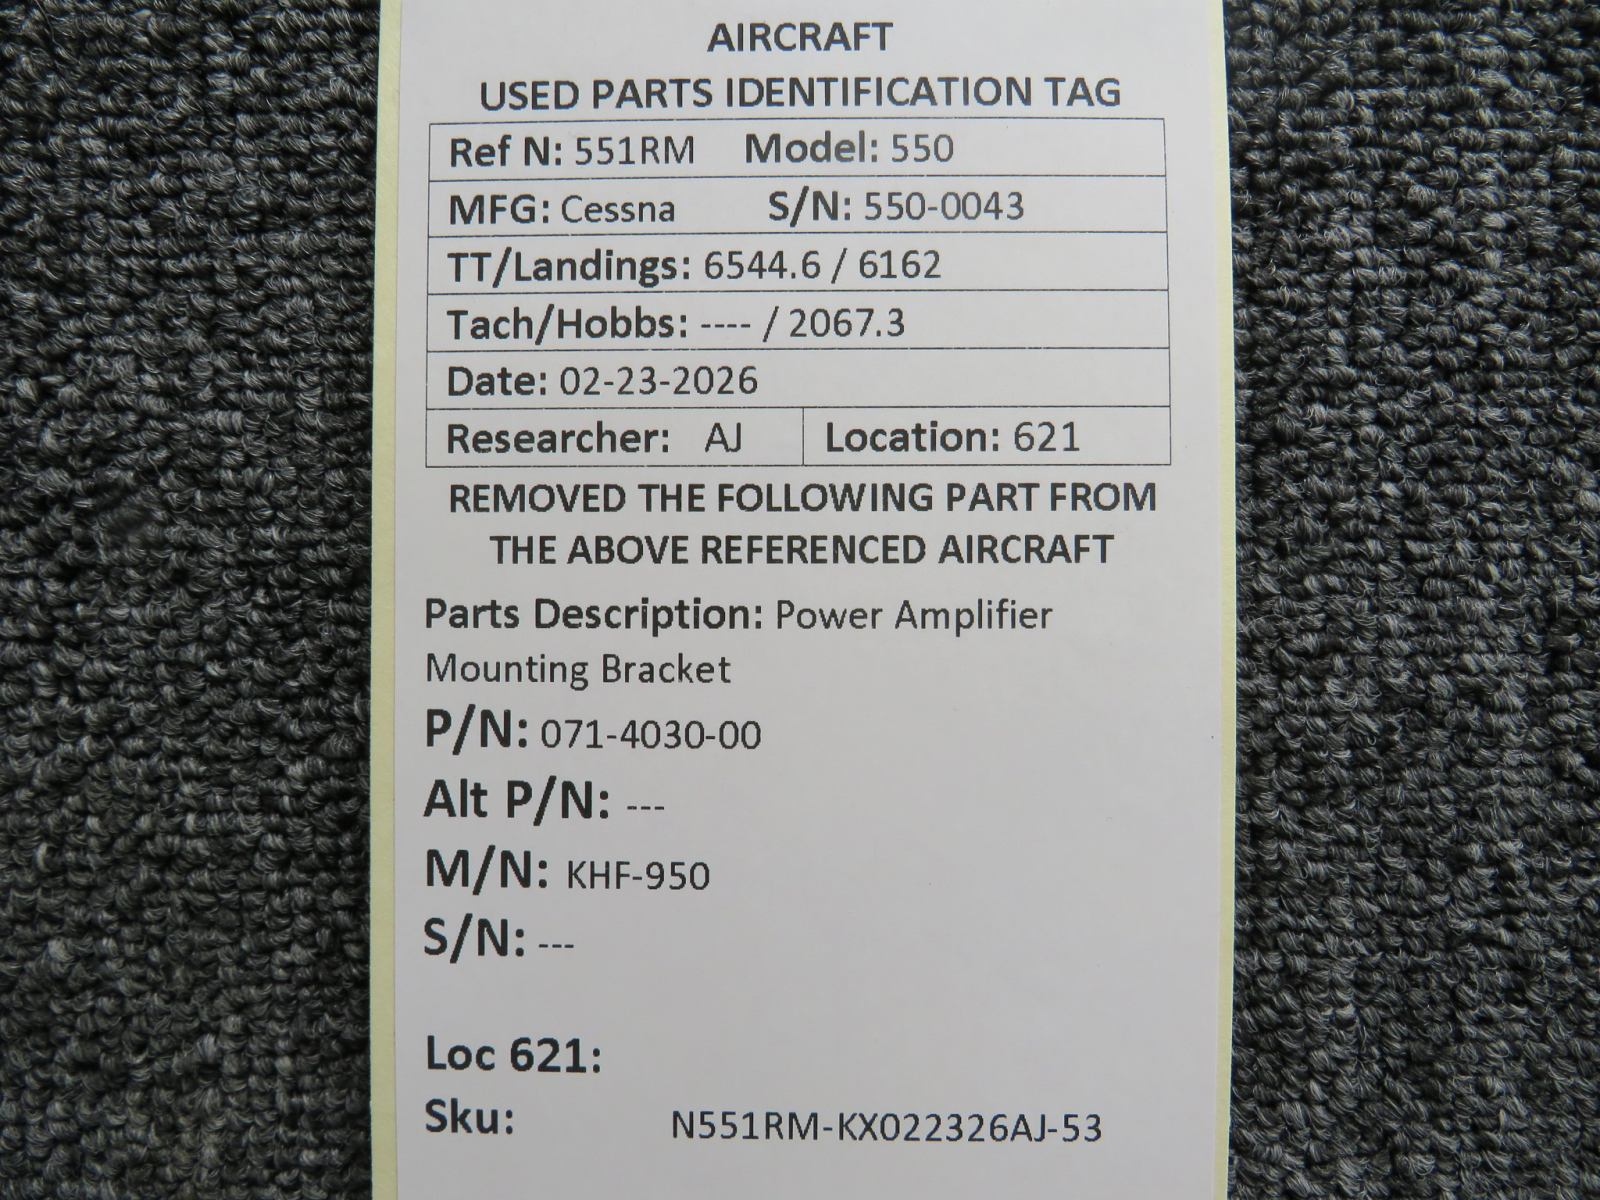 AIRCRAFT
USED PARTS IDENTIFICATION TAG
Ref N: 551RM Model: 550
MFG: Cessna S/N: 550-0043
TT/Landings: 6544.6 / 6162
Tach/Hobbs: ---- / 2067.3
Date: 02-23-2026
Researcher: AJ Location: 621
REMOVED THE FOLLOWING PART FROM
THE ABOVE REFERENCED AIRCRAFT
Parts Description: Power Amplifier
Mounting Bracket
P/N: 071-4030-00
Alt P/N: ---
M/N: KHF-950
S/N: ---
Loc 621:
Sku: N551RM-KX022326AJ-53